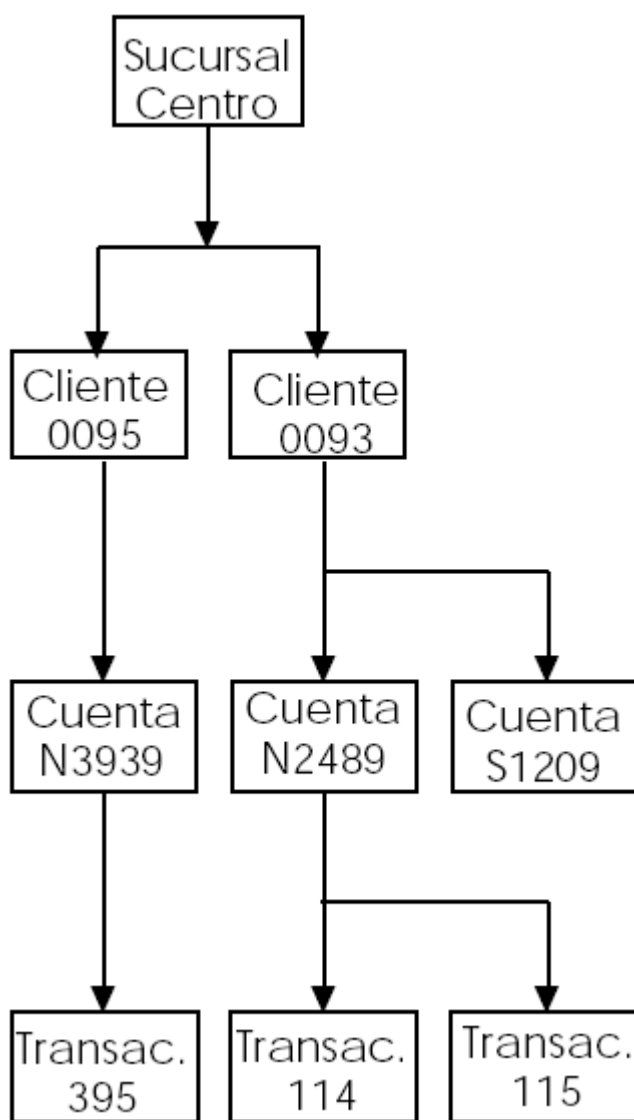 Sucursal
Centro
Cliente
0095
Cliente
0093
Cuenta
N3939
Cuenta
N2489
Cuenta
S1209
Transac.
395
Transac.
114
Transac.
115